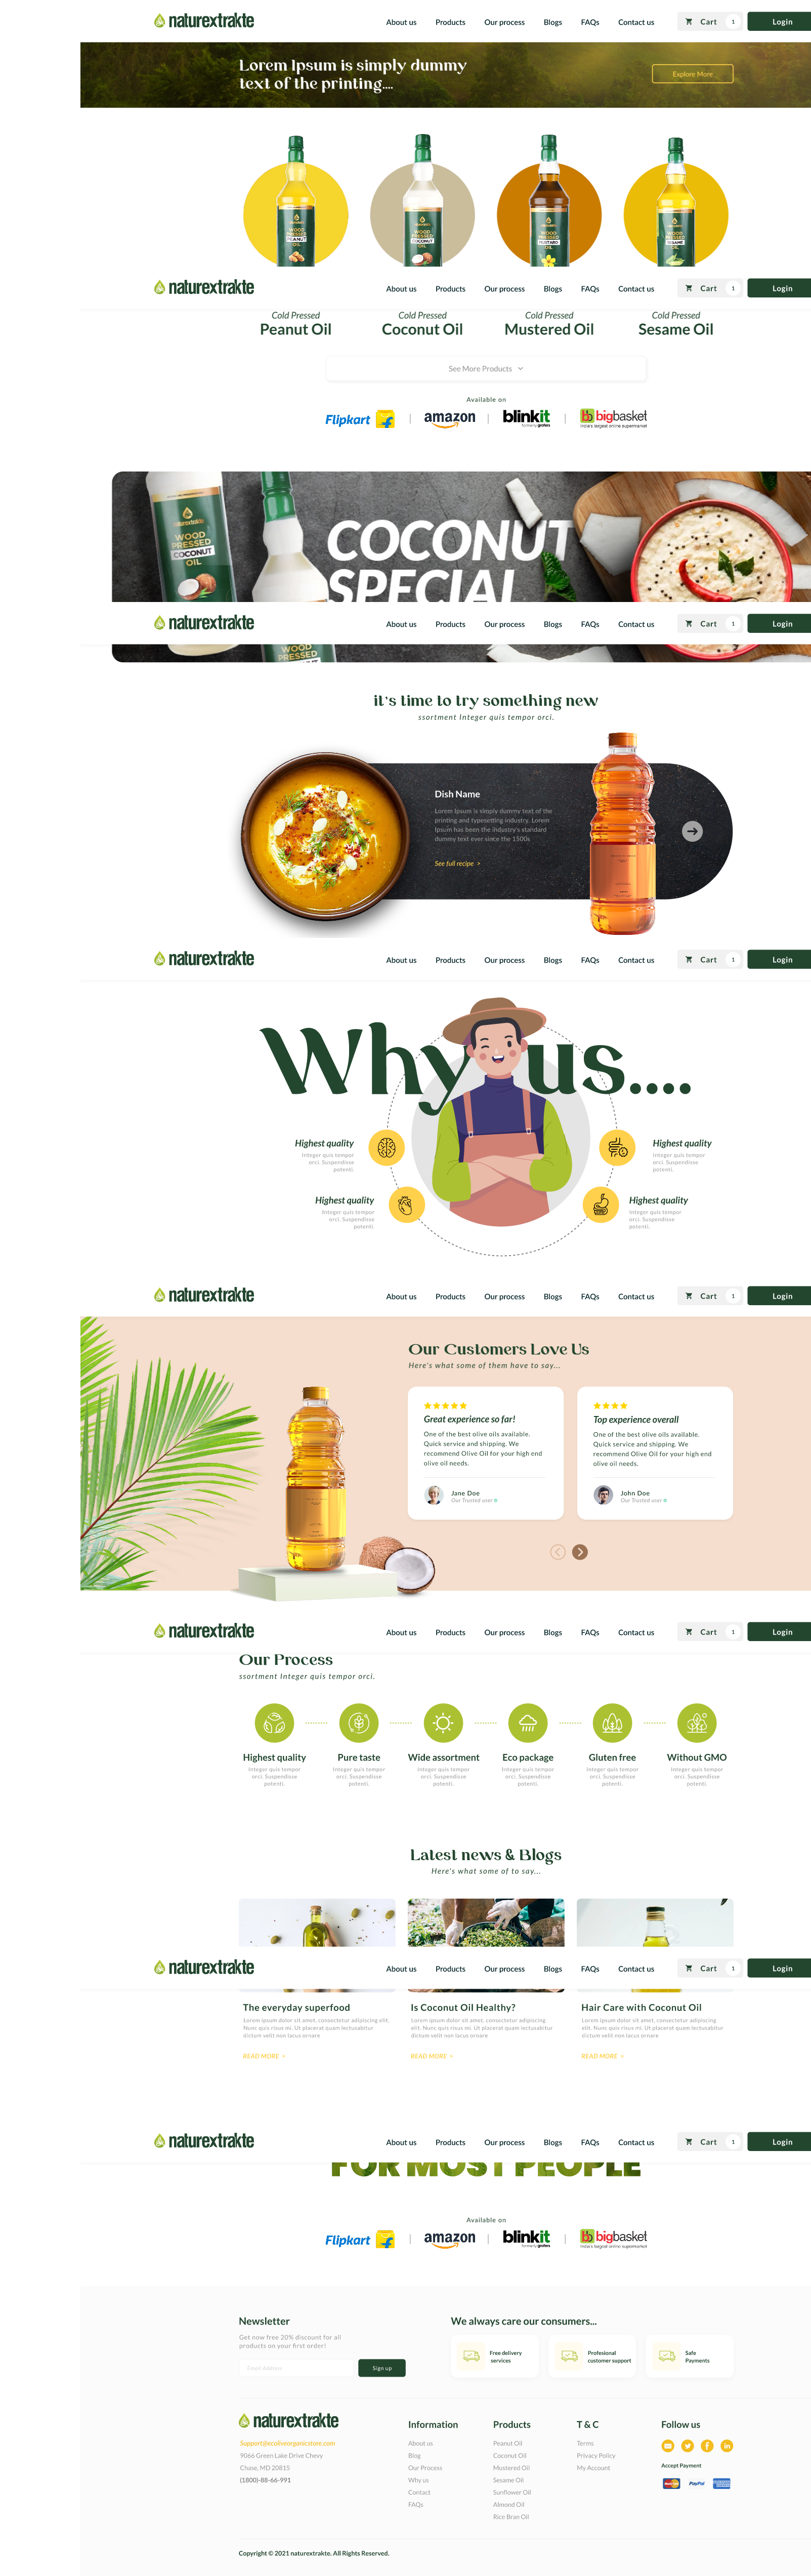 naturextrakte
About us Products Our process Blogs FAQs Contact us Cart 1 Login
Lorem Ipsum is simply dummy
text of the printing....
Explore More
WOOD PRESSED PEANUT
WOOD PRESSED COCONUT
WOOD PRESSED MUSTARD
WOOD PRESSED SESAME
naturextrakte
About us Products Our process Blogs FAQs Contact us Cart 1 Login
Cold Pressed
Peanut Oil
Cold Pressed
Coconut Oil
Cold Pressed
Mustered Oil
Cold Pressed
Sesame Oil
See More Products
Available on
Flipkart
amazon
blinkit
formerly grofers
bb bigbasket
India's largest online supermarket
naturextrakte
WOOD
PRESSED
COCONUT
OIL
COCONUT
SPECIAL
naturextrakte
About us Products Our process Blogs FAQs Contact us Cart 1 Login
WOOD
PRESSED
it's time to try something new
ssortment Integer quis tempor orci.
Dish Name
Lorem Ipsum is simply dummy text of the
printing and typesetting industry. Lorem
Ipsum has been the industry's standard
dummy text ever since the 1500s
See full recipe >
naturextrakte
About us Products Our process Blogs FAQs Contact us Cart 1 Login
Why us....
Highest quality
Integer quis tempor
orci. Suspendisse
potenti.
Highest quality
Integer quis tempor
orci. Suspendisse
potenti.
Highest quality
Integer quis tempor
orci. Suspendisse
potenti.
Highest quality
Integer quis tempor
orci. Suspendisse
potenti.
naturextrakte
About us Products Our process Blogs FAQs Contact us Cart 1 Login
Our Customers Love Us
Here's what some of them have to say...
Great experience so far!
One of the best olive oils available.
Quick service and shipping. We
recommend Olive Oil for your high end
olive oil needs.
Jane Doe
Our Trusted user
Top experience overall
One of the best olive oils available.
Quick service and shipping. We
recommend Olive Oil for your high end
olive oil needs.
John Doe
Our Trusted user
naturextrakte
About us Products Our process Blogs FAQs Contact us Cart 1 Login
Our Process
ssortment Integer quis tempor orci.
Highest quality
Integer quis tempor
orci. Suspendisse
potenti.
Pure taste
Integer quis tempor
orci. Suspendisse
potenti.
Wide assortment
Integer quis tempor
orci. Suspendisse
potenti.
Eco package
Integer quis tempor
orci. Suspendisse
potenti.
Gluten free
Integer quis tempor
orci. Suspendisse
potenti.
Without GMO
Integer quis tempor
orci. Suspendisse
potenti.
Latest news & Blogs
Here's what some of to say...
naturextrakte
About us Products Our process Blogs FAQs Contact us Cart 1 Login
The everyday superfood
Lorem ipsum dolor sit amet, consectetur adipiscing elit.
Nunc quis risus mi. Ut placerat quam lectusabitur
dictum velit non lacus ornare
READ MORE >
Is Coconut Oil Healthy?
Lorem ipsum dolor sit amet, consectetur adipiscing
elit. Nunc quis risus mi. Ut placerat quam lectusabitur
dictum velit non lacus ornare
READ MORE >
Hair Care with Coconut Oil
Lorem ipsum dolor sit amet, consectetur adipiscing
elit. Nunc quis risus mi. Ut placerat quam lectusabitur
dictum velit non lacus ornare
READ MORE >
naturextrakte
About us Products Our process Blogs FAQs Contact us Cart 1 Login
FOR MOST PEOPLE
Available on
Flipkart
amazon
blinkit
formerly grofers
bb bigbasket
India's largest online supermarket
Newsletter
Get now free 20% discount for all
products on your first order!
Email Address
Sign up
We always care our consumers...
Free delivery
services
Profesional
customer support
Safe
Payments
naturextrakte
Support@ecoliveorganicstore.com
9066 Green Lake Drive Chevy
Chase, MD 20815
(1800)-88-66-991
Information
About us
Blog
Our Process
Why us
Contact
FAQs
Products
Peanut Oil
Coconut Oil
Mustered Oil
Sesame Oil
Sunflower Oil
Almond Oil
Rice Bran Oil
T & C
Terms
Privacy Policy
My Account
Follow us
Accept Payment
PayPal
Copyright © 2021 naturextrakte. All Rights Reserved.